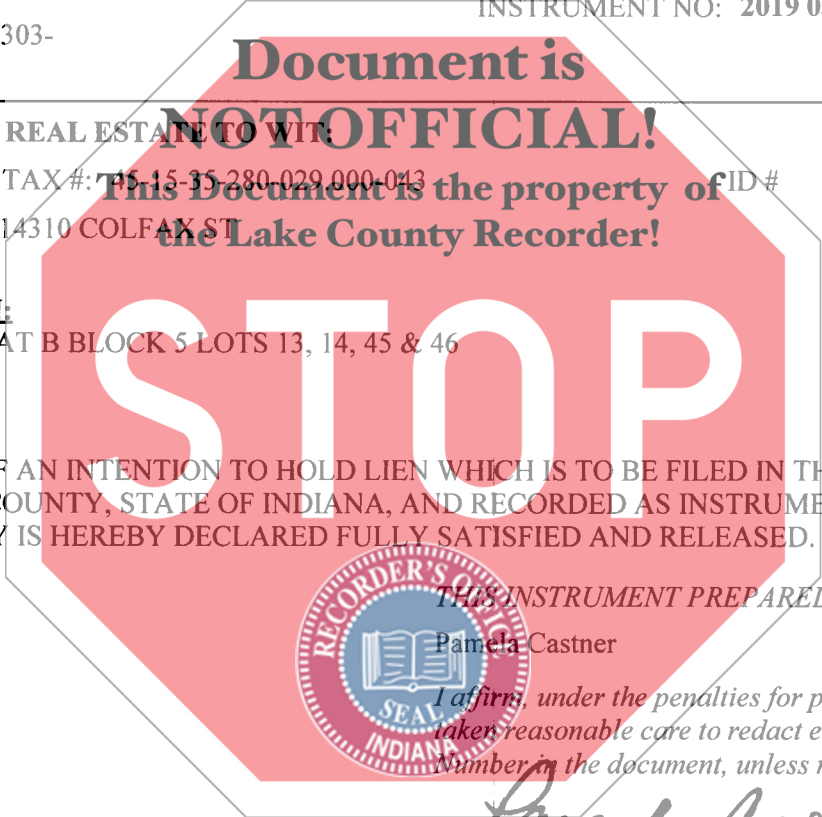 INSTRUMENT NO: 2019 0
303-
Document is
NOT OFFICIAL!
REAL ESTATE TO WIT:
This Document is the property of
TAX #: 45-15-35-280-029.000-043 ID #
the Lake County Recorder!
14310 COLFAX ST
AT B BLOCK 5 LOTS 13, 14, 45 & 46
STOP
AN INTENTION TO HOLD LIEN WHICH IS TO BE FILED IN TH
OUNTY, STATE OF INDIANA, AND RECORDED AS INSTRUME
Y IS HEREBY DECLARED FULLY SATISFIED AND RELEASED.
RECORDER'S OFFICE
SEAL
INDIANA
THIS INSTRUMENT PREPARED
Pamela Castner
I affirm, under the penalties for p
taken reasonable care to redact e
Number in the document, unless r